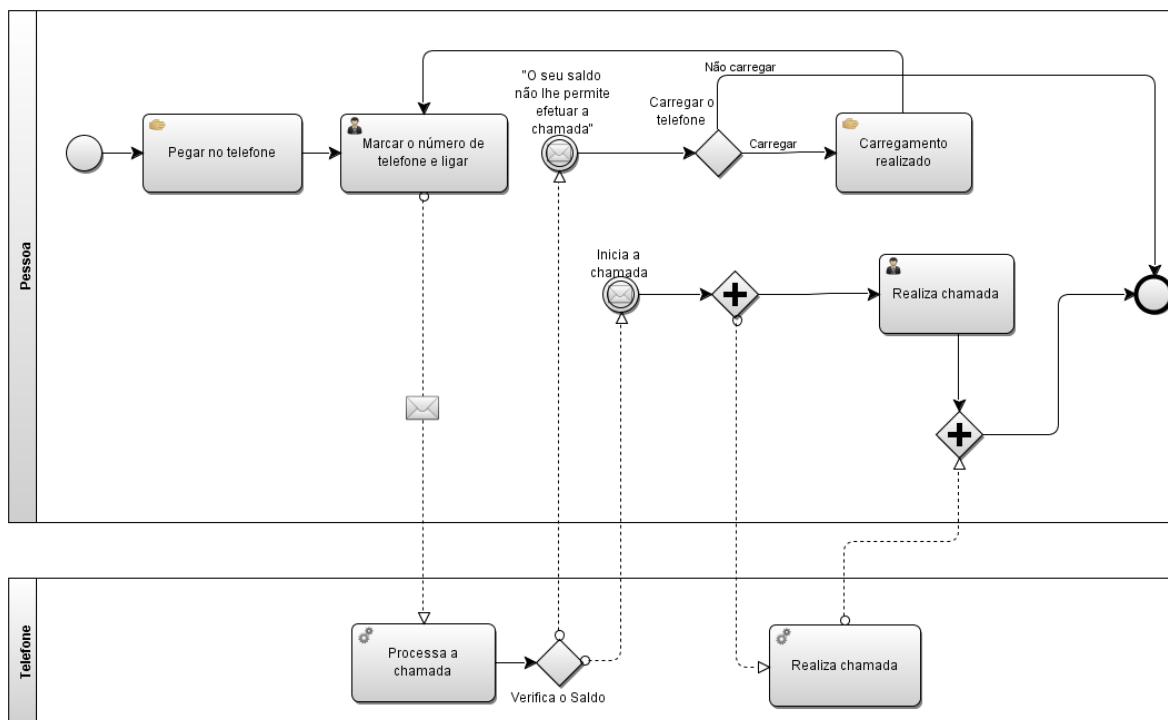 Pessoa
Pegar no telefone
Marcar o número de
telefone e ligar
"O seu saldo
não lhe permite
efetuar a
chamada"
Carregar o
telefone
Não carregar
Carregar
Carregamento
realizado
Inicia a
chamada
Realiza chamada
Telefone
Processa a
chamada
Verifica o Saldo
Realiza chamada